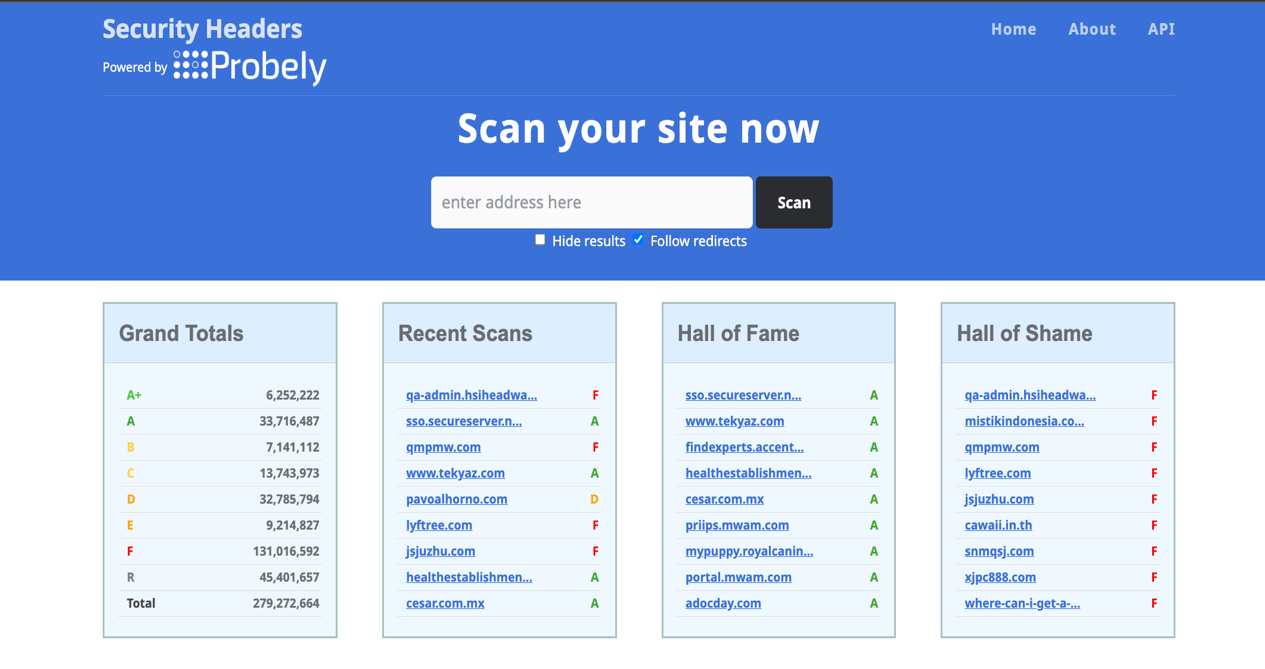 Security Headers
Home About API
Powered by Probely
Scan your site now
enter address here Scan
Hide results Follow redirects
Grand Totals
A+ 6,252,222
A 33,716,487
B 7,141,112
C 13,743,973
D 32,785,794
E 9,214,827
F 131,016,592
R 45,401,657
Total 279,272,664
Recent Scans
qa-admin.hsiheadwa... F
sso.secureserver.n... A
qmpmw.com F
www.tekyaz.com A
pavoalhorno.com D
lyftree.com F
jsjuzhu.com F
healthestablishmen... A
cesar.com.mx A
Hall of Fame
sso.secureserver.n... A
www.tekyaz.com A
findexperts.accent... A
healthestablishmen... A
cesar.com.mx A
priips.mwam.com A
mypuppy.royalcanin... A
portal.mwam.com A
adocday.com A
Hall of Shame
qa-admin.hsiheadwa... F
mistikindonesia.co... F
qmpmw.com F
lyftree.com F
jsjuzhu.com F
cawaii.in.th F
snmqsj.com F
xjpc888.com F
where-can-i-get-a-... F